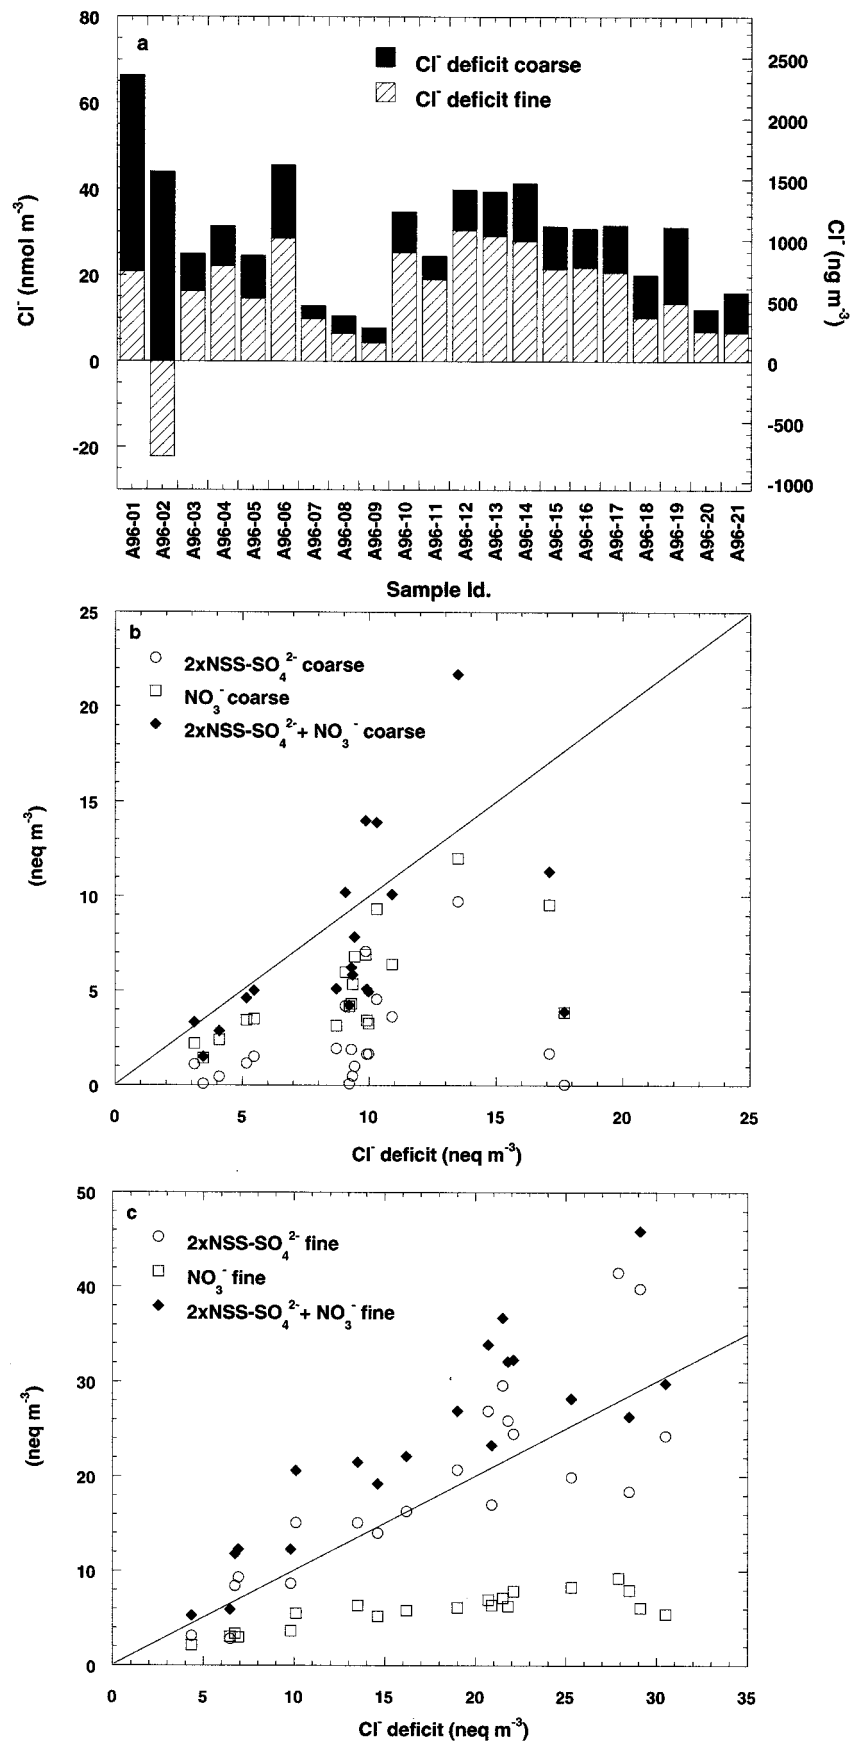 a
Cl⁻ deficit coarse
Cl⁻ deficit fine
80
60
40
20
0
-20
Cl⁻ (nmol m⁻³)
2500
2000
1500
1000
500
0
-500
-1000
Cl⁻ (ng m⁻³)
A96-01 A96-02 A96-03 A96-04 A96-05 A96-06 A96-07 A96-08 A96-09 A96-10 A96-11 A96-12 A96-13 A96-14 A96-15 A96-16 A96-17 A96-18 A96-19 A96-20 A96-21
Sample Id.
b
2xNSS-SO₄²⁻ coarse
NO₃⁻ coarse
2xNSS-SO₄²⁻+ NO₃⁻ coarse
25
20
15
10
5
0
(neq m⁻³)
0 5 10 15 20 25
Cl⁻ deficit (neq m⁻³)
c
2xNSS-SO₄²⁻ fine
NO₃⁻ fine
2xNSS-SO₄²⁻+ NO₃⁻ fine
50
40
30
20
10
0
(neq m⁻³)
0 5 10 15 20 25 30 35
Cl⁻ deficit (neq m⁻³)